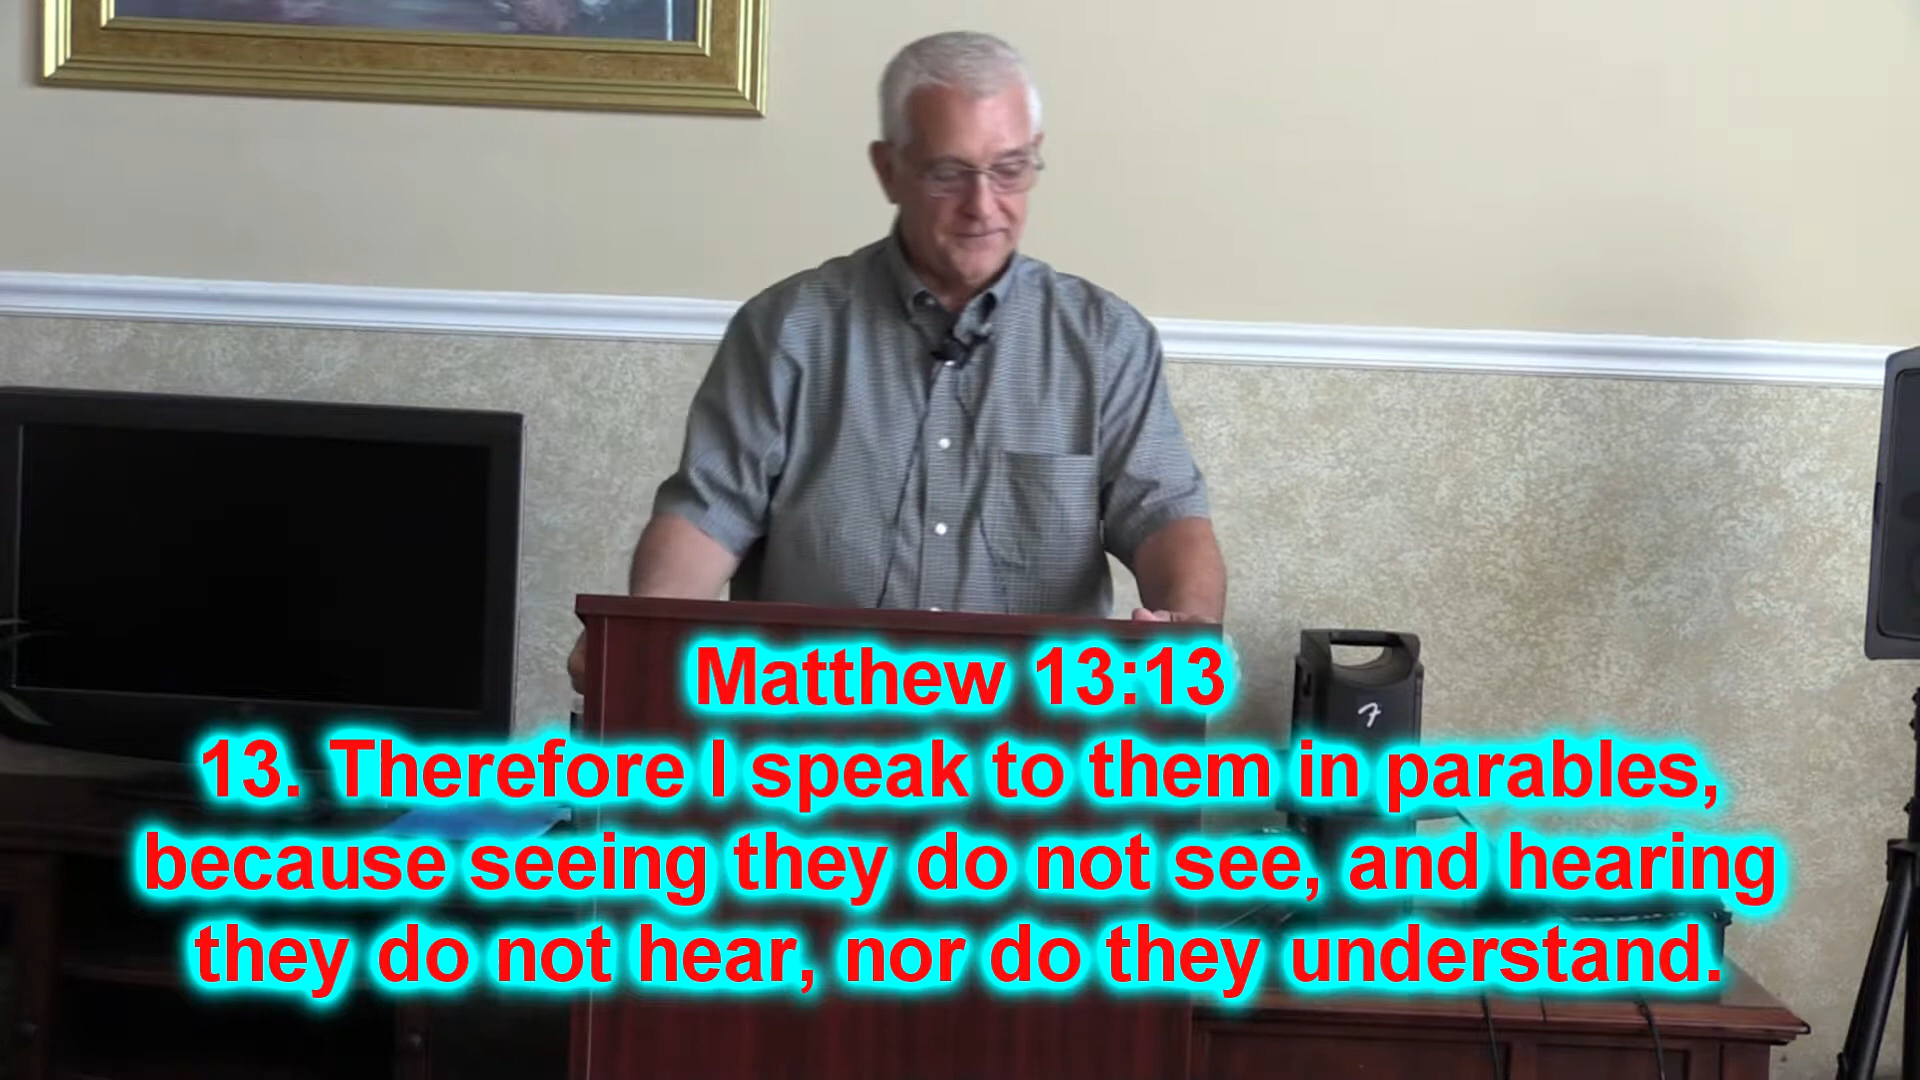 Matthew 13:13
13. Therefore I speak to them in parables,
because seeing they do not see, and hearing
they do not hear, nor do they understand.